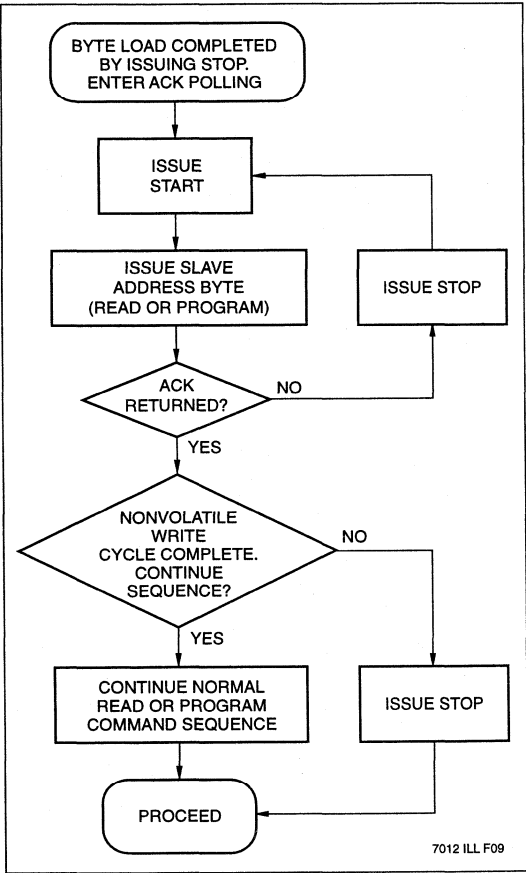 BYTE LOAD COMPLETED
BY ISSUING STOP.
ENTER ACK POLLING
ISSUE
START
ISSUE SLAVE
ADDRESS BYTE
(READ OR PROGRAM)
ISSUE STOP
ACK
RETURNED?
NO
YES
NONVOLATILE
WRITE
CYCLE COMPLETE.
CONTINUE
SEQUENCE?
NO
YES
CONTINUE NORMAL
READ OR PROGRAM
COMMAND SEQUENCE
ISSUE STOP
PROCEED
7012 ILL F09